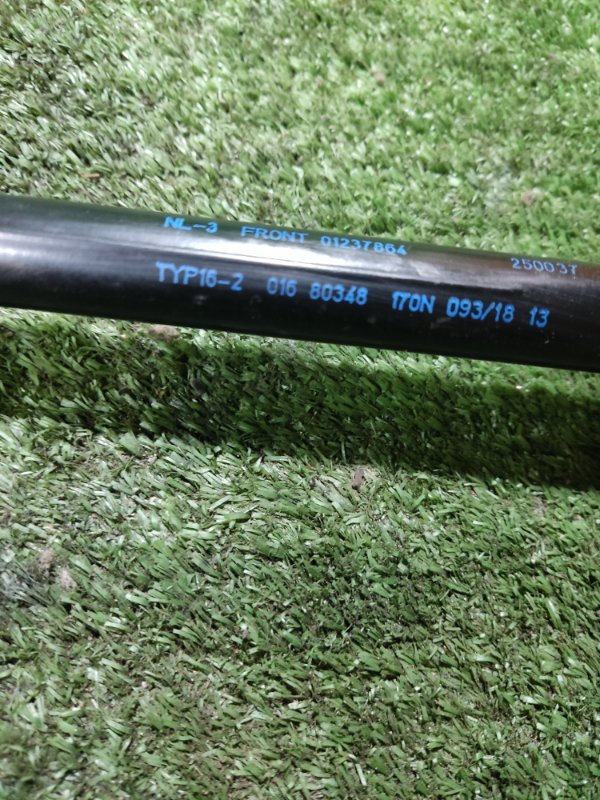 NL-3 FRONT 01237864 250037
TYP16-2 016 80348 170N 093/18 13